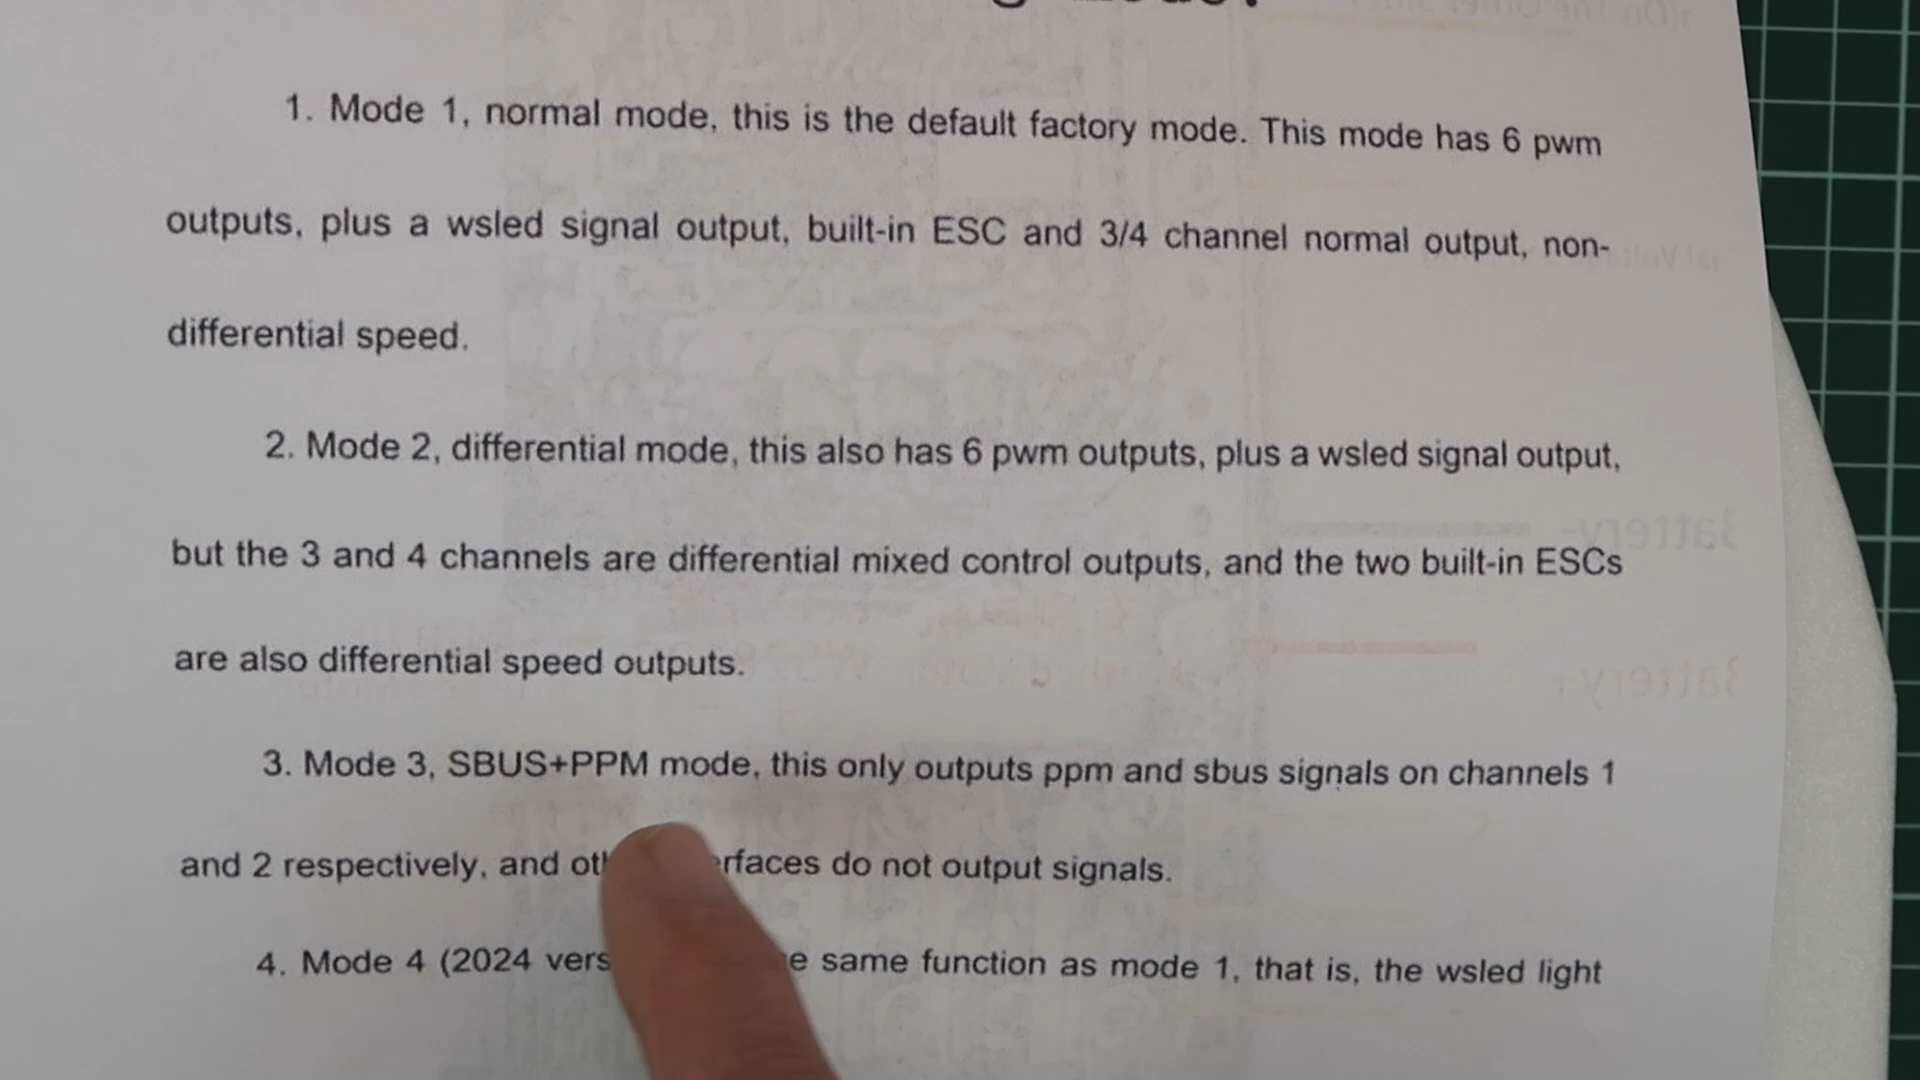 1. Mode 1, normal mode, this is the default factory mode. This mode has 6 pwm
outputs, plus a wsled signal output, built-in ESC and 3/4 channel normal output, non-
differential speed.
2. Mode 2, differential mode, this also has 6 pwm outputs, plus a wsled signal output,
but the 3 and 4 channels are differential mixed control outputs, and the two built-in ESCs
are also differential speed outputs.
3. Mode 3, SBUS+PPM mode, this only outputs ppm and sbus signals on channels 1
and 2 respectively, and do not output signals.
4. Mode 4 (2024 same function as mode 1, that is, the wsled light